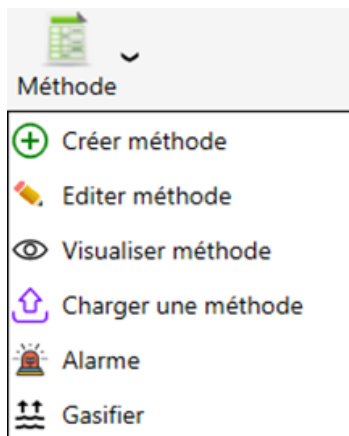 Méthode
Créer méthode
Editer méthode
Visualiser méthode
Charger une méthode
Alarme
Gasifier